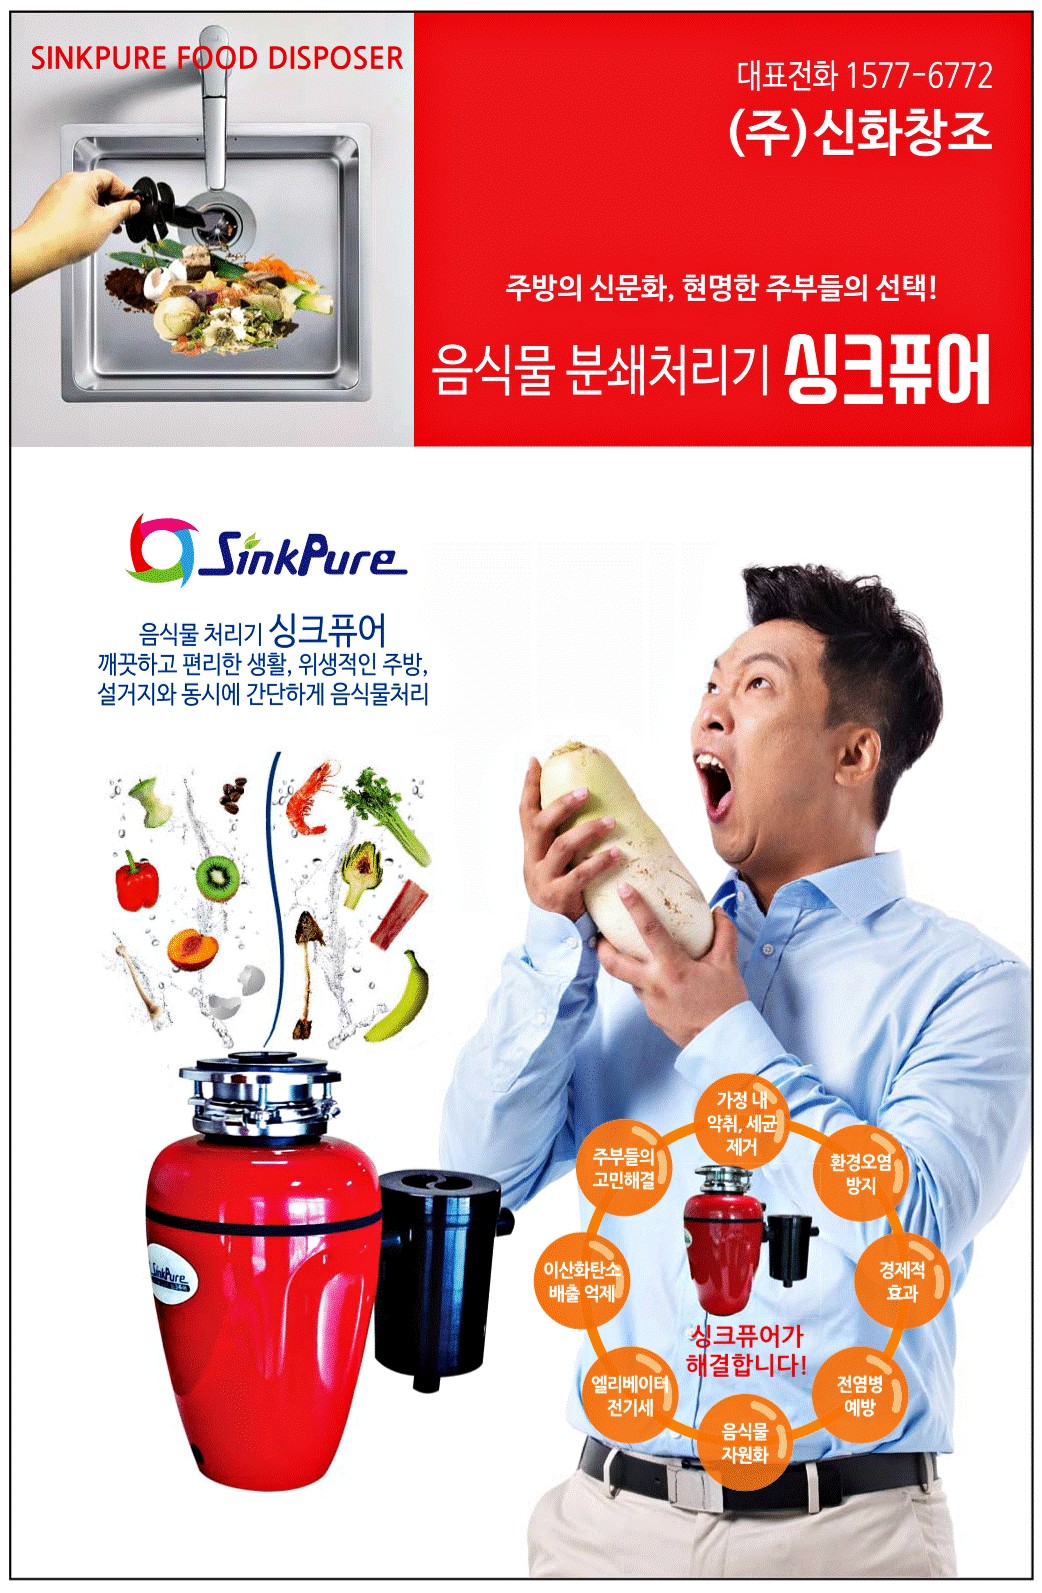 SINKPURE FOOD DISPOSER
대표전화 1577-6772
(주)신화창조
주방의 신문화, 현명한 주부들의 선택!
음식물 분쇄처리기 싱크퓨어
SinkPure
음식물 처리기 싱크퓨어
깨끗하고 편리한 생활, 위생적인 주방,
설거지와 동시에 간단하게 음식물처리
SinkPure
가정 내
악취, 세균
제거
환경오염
방지
경제적
효과
전염병
예방
음식물
자원화
엘리베이터
전기세
이산화탄소
배출 억제
주부들의
고민해결
싱크퓨어가
해결합니다!